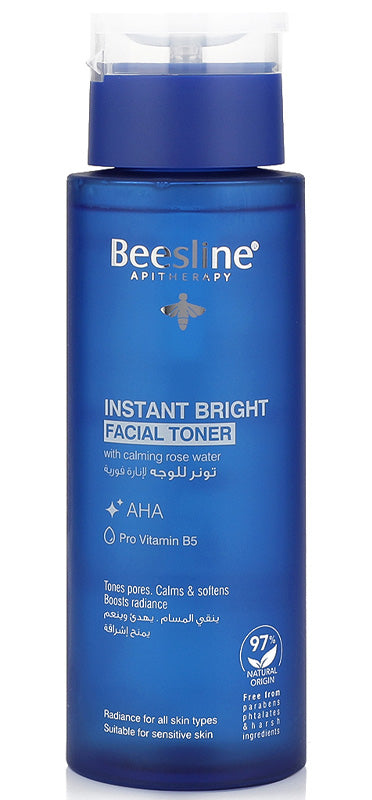 Beesline®
APITHERAPY
INSTANT BRIGHT
FACIAL TONER
with calming rose water
تونر للوجه لإنارة فورية
AHA
Pro Vitamin B5
Tones pores. Calms & softens
Boosts radiance
ينقي المسام . يهدئ وينعم
يمنح إشراقة
97%
NATURAL
ORIGIN
Free from
parabens
phtalates
& harsh
ingredients
Radiance for all skin types
Suitable for sensitive skin